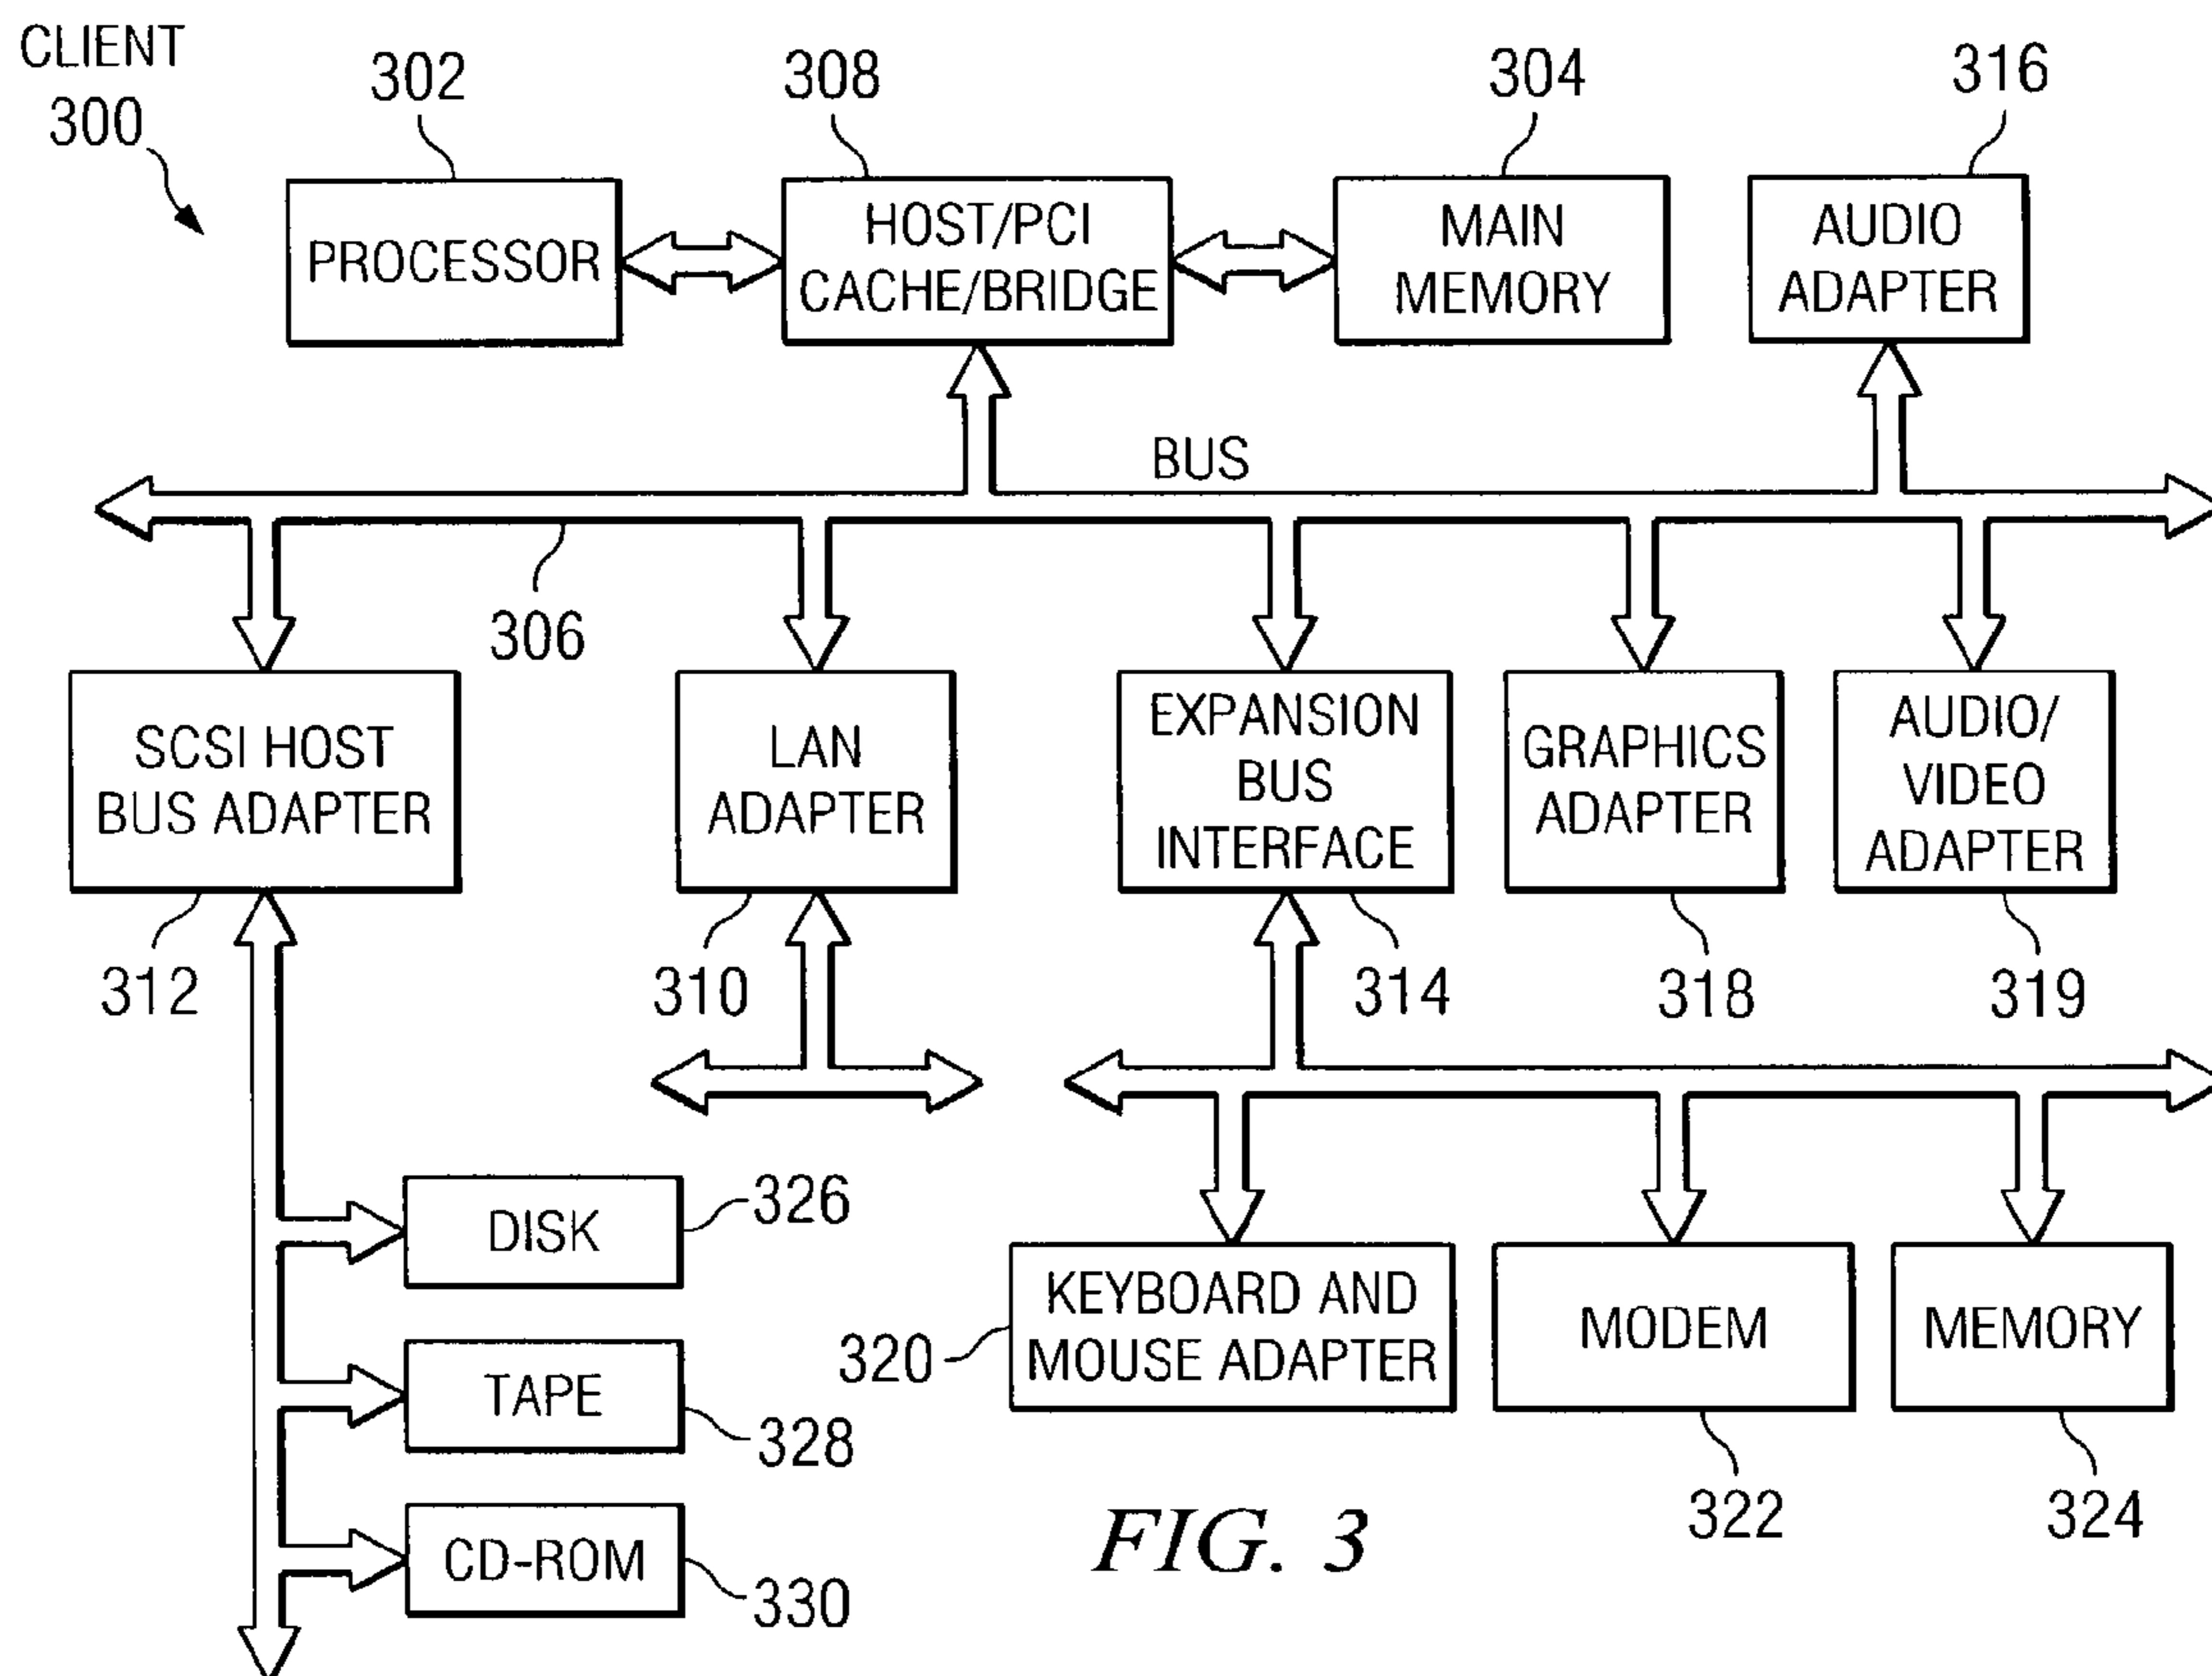 CLIENT
300
302
308
304
316
PROCESSOR
HOST/PCI
CACHE/BRIDGE
MAIN
MEMORY
AUDIO
ADAPTER
BUS
306
SCSI HOST
BUS ADAPTER
LAN
ADAPTER
EXPANSION
BUS
INTERFACE
GRAPHICS
ADAPTER
AUDIO/
VIDEO
ADAPTER
312
310
314
318
319
DISK
326
TAPE
328
CD-ROM
330
320
KEYBOARD AND
MOUSE ADAPTER
MODEM
MEMORY
322
324
FIG. 3